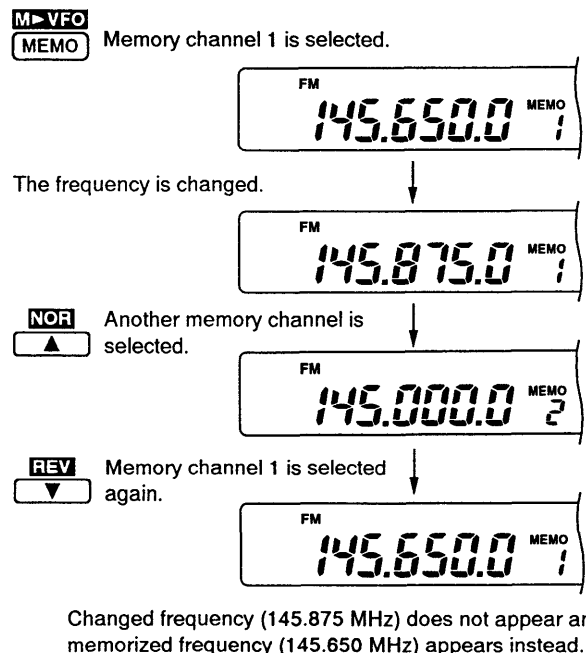 M►VFO
MEMO Memory channel 1 is selected.
FM
145.650.0 MEMO 1
The frequency is changed.
FM
145.875.0 MEMO 1
NOR Another memory channel is
▲ selected.
FM
145.000.0 MEMO 2
REV Memory channel 1 is selected
▼ again.
FM
145.650.0 MEMO 1
Changed frequency (145.875 MHz) does not appear
memorized frequency (145.650 MHz) appears instead.